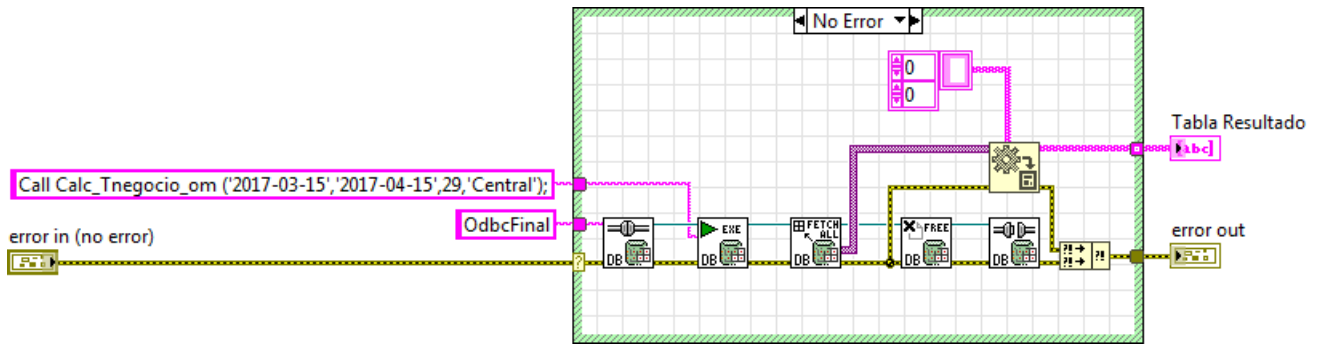 No Error
0
0
Tabla Resultado
abc
Call Calc_Tnegocio_om ('2017-03-15','2017-04-15',29,'Central');
OdbcFinal
EXE
FETCH
ALL
FREE
DB
DB
DB
DB
DB
error in (no error)
error out
?
?!
?!
?!